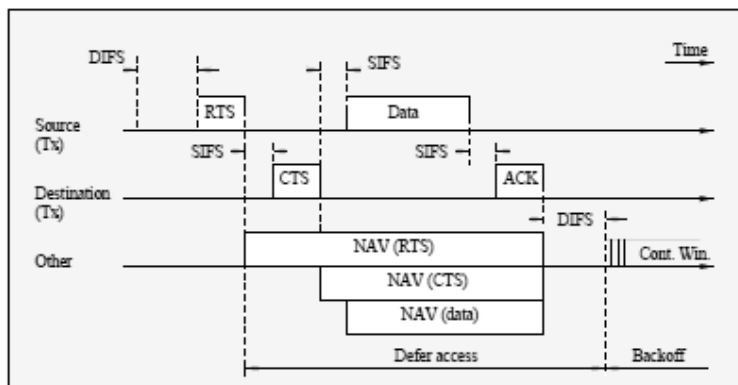 DIFS
SIFS
Time
RTS
Data
Source
(Tx)
SIFS
SIFS
CTS
ACK
Destination
(Tx)
DIFS
NAV (RTS)
Other
Cont. Win.
NAV (CTS)
NAV (data)
Defer access
Backoff